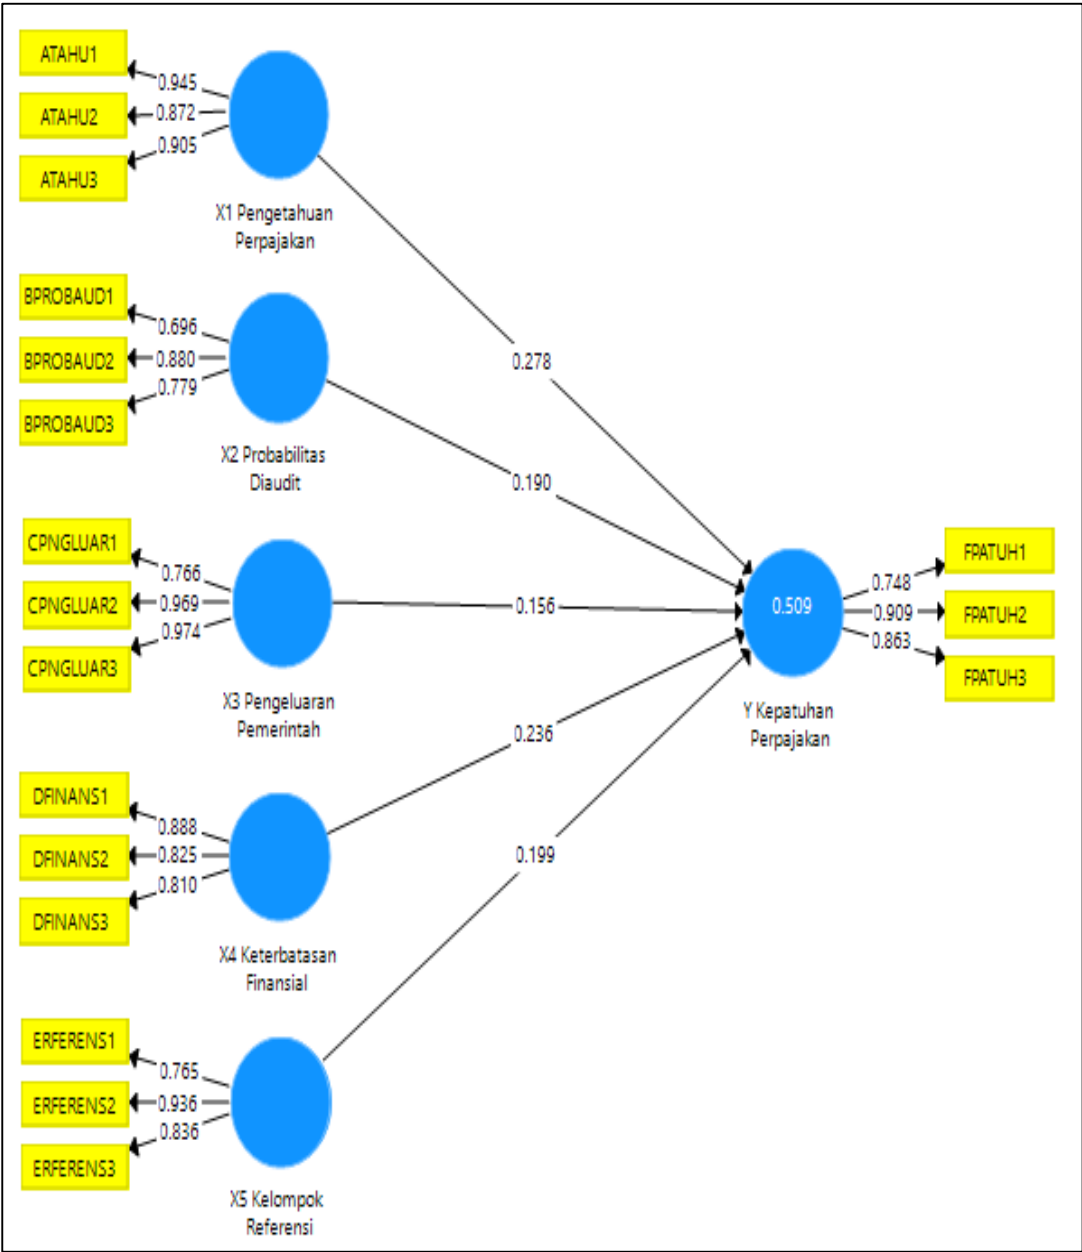 ATAHU1
0.945
ATAHU2
0.872
0.905
ATAHU3
X1 Pengetahuan
Perpajakan
BPROBAUD1
0.696
BPROBAUD2
0.880
0.779
BPROBAUD3
X2 Probabilitas
Diaudit
CPNGLUAR1
0.766
CPNGLUAR2
0.969
0.974
CPNGLUAR3
X3 Pengeluaran
Pemerintah
DFINANS1
0.888
DFINANS2
0.825
0.810
DFINANS3
X4 Keterbatasan
Finansial
ERFERENS1
0.765
ERFERENS2
0.936
0.836
ERFERENS3
X5 Kelompok
Referensi
0.278
0.190
0.156
0.236
0.199
0.509
Y Kepatuhan
Perpajakan
0.748
FPATUH1
0.909
FPATUH2
0.863
FPATUH3